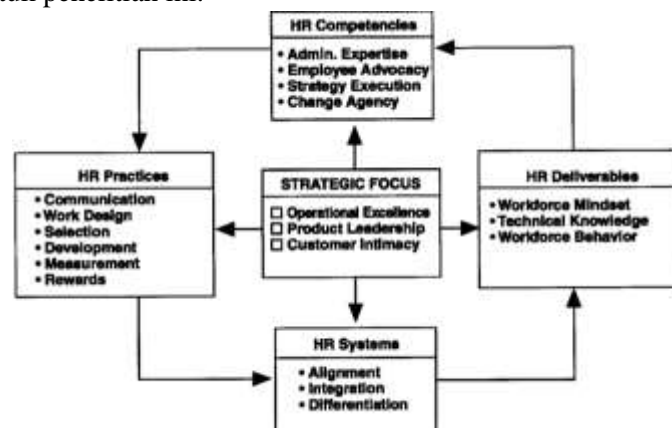 penelitian ini.
HR Competencies
• Admin. Expertise
• Employee Advocacy
• Strategy Execution
• Change Agency
HR Practices
• Communication
• Work Design
• Selection
• Development
• Measurement
• Rewards
STRATEGIC FOCUS
☐ Operational Excellence
☐ Product Leadership
☐ Customer Intimacy
HR Deliverables
• Workforce Mindset
• Technical Knowledge
• Workforce Behavior
HR Systems
• Alignment
• Integration
• Differentiation